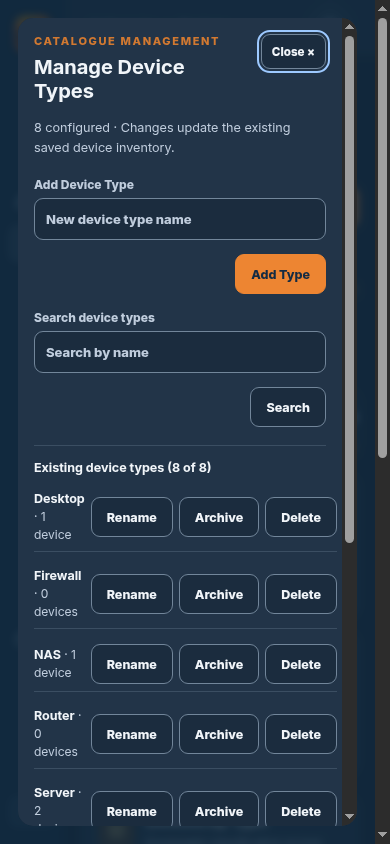 CATALOGUE MANAGEMENT
Close ×
Manage Device
Types
8 configured · Changes update the existing
saved device inventory.
Add Device Type
New device type name
Add Type
Search device types
Search by name
Search
Existing device types (8 of 8)
Desktop
· 1
device
Rename Archive Delete
Firewall
· 0
devices
Rename Archive Delete
NAS · 1
device
Rename Archive Delete
Router ·
0
devices
Rename Archive Delete
Server ·
2
Rename Archive Delete